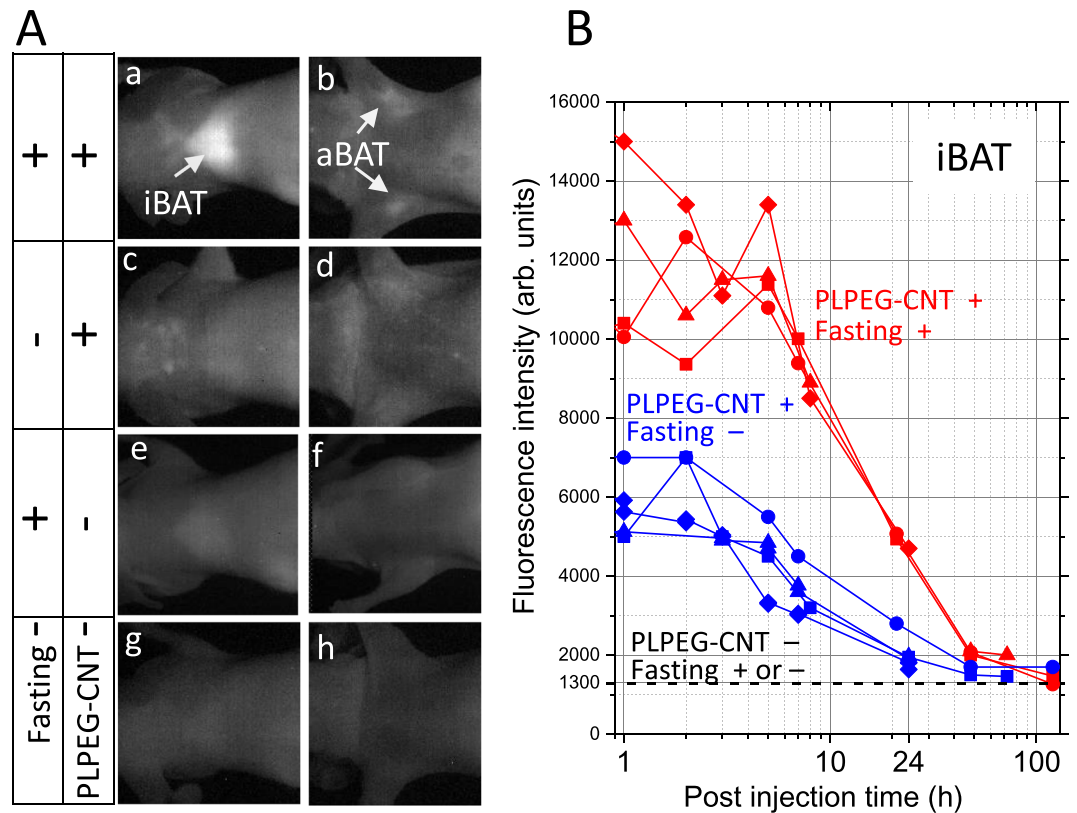 A
+ +
- +
+ -
Fasting -
PLPEG-CNT -
a
iBAT
b
aBAT
c
d
e
f
g
h
B
iBAT
PLPEG-CNT +
Fasting +
PLPEG-CNT +
Fasting –
PLPEG-CNT –
Fasting + or –
Fluorescence intensity (arb. units)
16000
14000
12000
10000
8000
6000
4000
2000
1300
0
1 10 24 100
Post injection time (h)